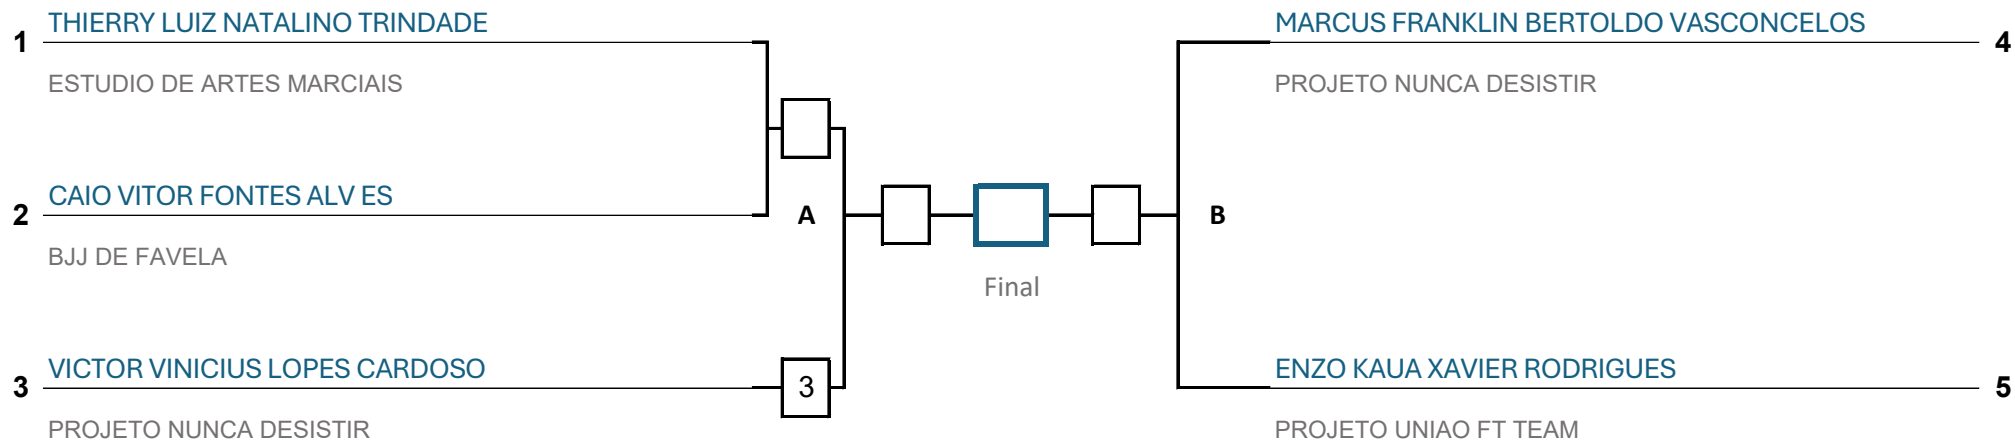 THIERRY LUIZ NATALINO TRINDADE
1
ESTUDIO DE ARTES MARCIAIS
CAIO VITOR FONTES ALV ES
2
BJJ DE FAVELA
VICTOR VINICIUS LOPES CARDOSO
3
3
PROJETO NUNCA DESISTIR
A
Final
B
MARCUS FRANKLIN BERTOLDO VASCONCELOS
4
PROJETO NUNCA DESISTIR
ENZO KAUA XAVIER RODRIGUES
5
PROJETO UNIAO FT TEAM